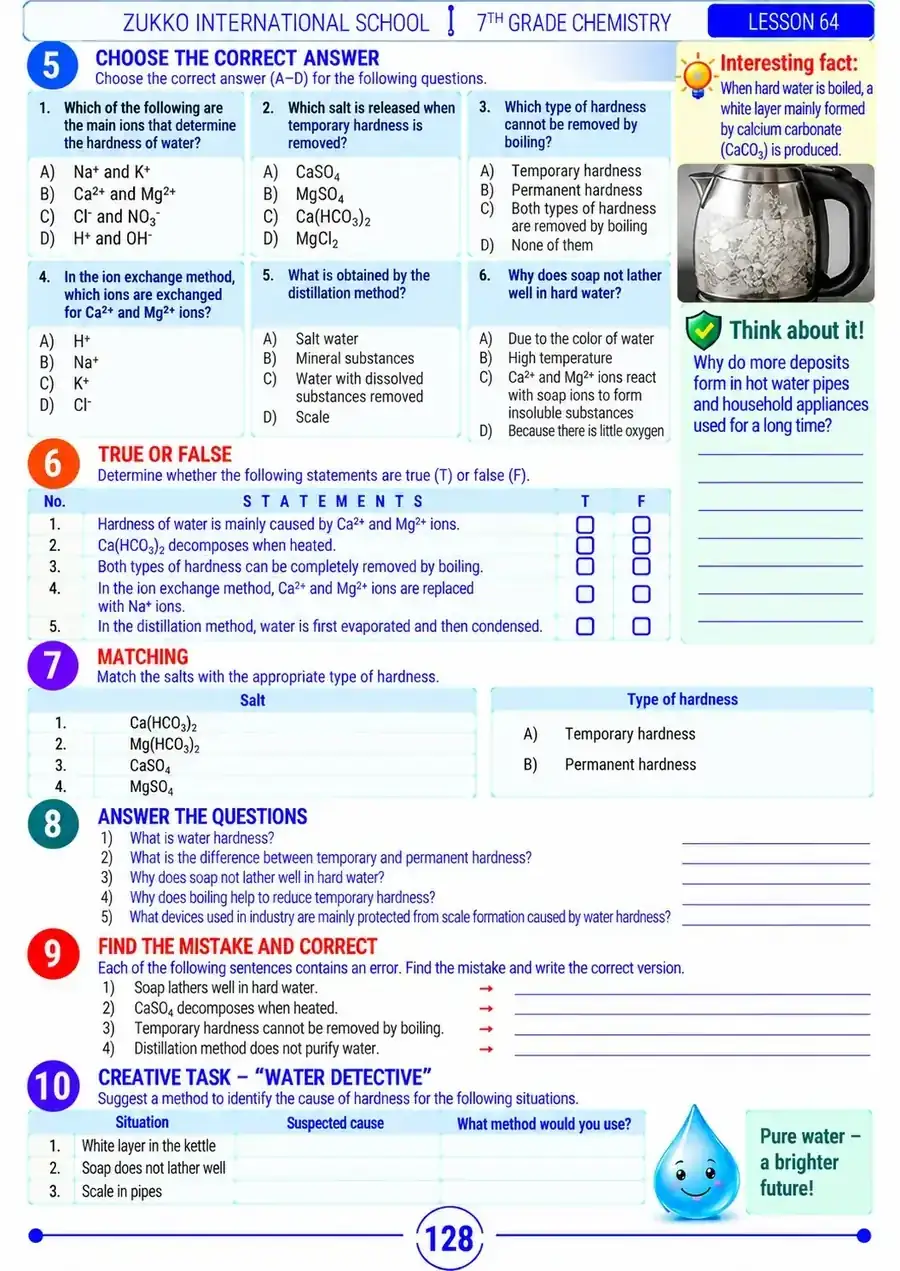 ZUKKO INTERNATIONAL SCHOOL
7TH GRADE CHEMISTRY
LESSON 64
5
CHOOSE THE CORRECT ANSWER
Choose the correct answer (A–D) for the following questions.
1. Which of the following are
the main ions that determine
the hardness of water?
A) Na⁺ and K⁺
B) Ca²⁺ and Mg²⁺
C) Cl⁻ and NO₃⁻
D) H⁺ and OH⁻
2. Which salt is released when
temporary hardness is
removed?
A) CaSO₄
B) MgSO₄
C) Ca(HCO₃)₂
D) MgCl₂
3. Which type of hardness
cannot be removed by
boiling?
A) Temporary hardness
B) Permanent hardness
C) Both types of hardness
are removed by boiling
D) None of them
4. In the ion exchange method,
which ions are exchanged
for Ca²⁺ and Mg²⁺ ions?
A) H⁺
B) Na⁺
C) K⁺
D) Cl⁻
5. What is obtained by the
distillation method?
A) Salt water
B) Mineral substances
C) Water with dissolved
substances removed
D) Scale
6. Why does soap not lather
well in hard water?
A) Due to the color of water
B) High temperature
C) Ca²⁺ and Mg²⁺ ions react
with soap ions to form
insoluble substances
D) Because there is little oxygen
Interesting fact:
When hard water is boiled, a
white layer mainly formed
by calcium carbonate
(CaCO₃) is produced.
Think about it!
Why do more deposits
form in hot water pipes
and household appliances
used for a long time?
6
TRUE OR FALSE
Determine whether the following statements are true (T) or false (F).
No. STATEMENTS T F
1. Hardness of water is mainly caused by Ca²⁺ and Mg²⁺ ions.
2. Ca(HCO₃)₂ decomposes when heated.
3. Both types of hardness can be completely removed by boiling.
4. In the ion exchange method, Ca²⁺ and Mg²⁺ ions are replaced
with Na⁺ ions.
5. In the distillation method, water is first evaporated and then condensed.
7
MATCHING
Match the salts with the appropriate type of hardness.
Salt
1. Ca(HCO₃)₂
2. Mg(HCO₃)₂
3. CaSO₄
4. MgSO₄
Type of hardness
A) Temporary hardness
B) Permanent hardness
8
ANSWER THE QUESTIONS
1) What is water hardness?
2) What is the difference between temporary and permanent hardness?
3) Why does soap not lather well in hard water?
4) Why does boiling help to reduce temporary hardness?
5) What devices used in industry are mainly protected from scale formation caused by water hardness?
9
FIND THE MISTAKE AND CORRECT
Each of the following sentences contains an error. Find the mistake and write the correct version.
1) Soap lathers well in hard water. →
2) CaSO₄ decomposes when heated. →
3) Temporary hardness cannot be removed by boiling. →
4) Distillation method does not purify water. →
10
CREATIVE TASK – “WATER DETECTIVE”
Suggest a method to identify the cause of hardness for the following situations.
Situation Suspected cause What method would you use?
1. White layer in the kettle
2. Soap does not lather well
3. Scale in pipes
Pure water –
a brighter
future!
128